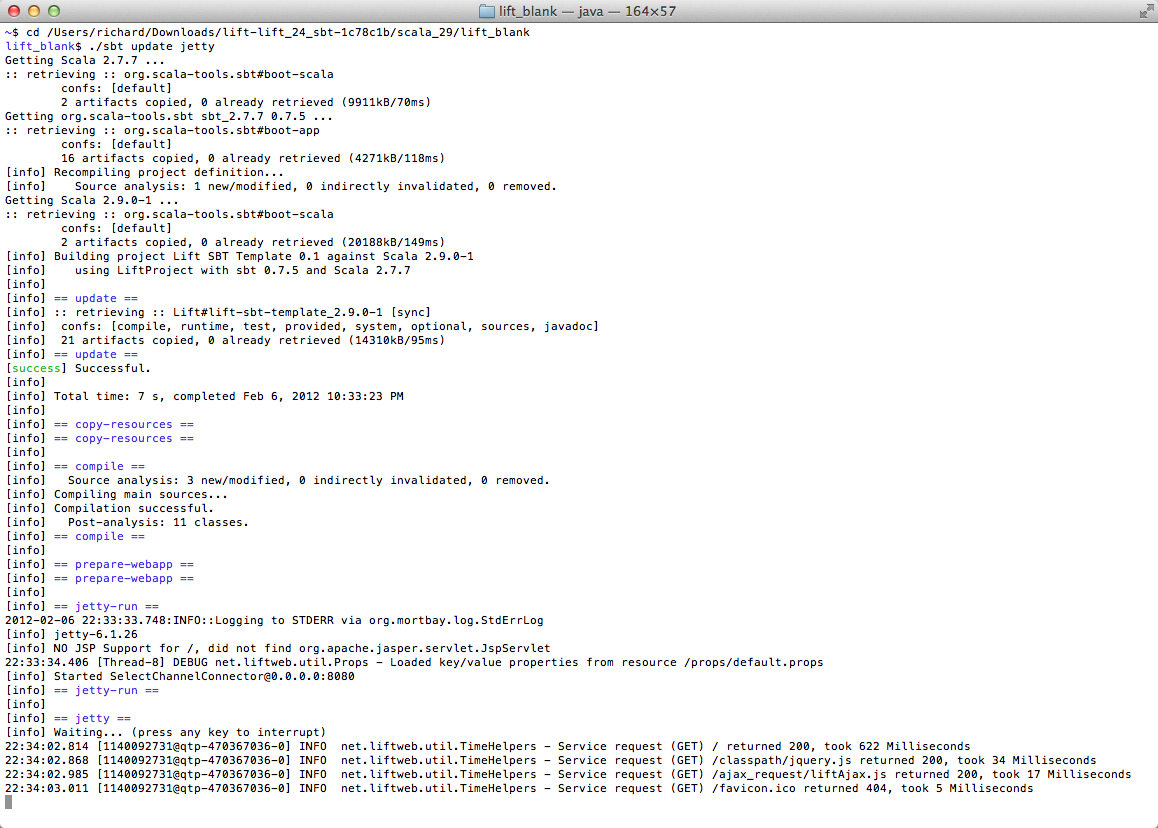 lift_blank — java — 164×57
~$ cd /Users/richard/Downloads/lift-lift_24_sbt-1c78c1b/scala_29/lift_blank
lift_blank$ ./sbt update jetty
Getting Scala 2.7.7 ...
:: retrieving :: org.scala-tools.sbt#boot-scala
        confs: [default]
        2 artifacts copied, 0 already retrieved (9911kB/70ms)
Getting org.scala-tools.sbt sbt_2.7.7 0.7.5 ...
:: retrieving :: org.scala-tools.sbt#boot-app
        confs: [default]
        16 artifacts copied, 0 already retrieved (4271kB/118ms)
[info] Recompiling project definition...
[info]    Source analysis: 1 new/modified, 0 indirectly invalidated, 0 removed.
Getting Scala 2.9.0-1 ...
:: retrieving :: org.scala-tools.sbt#boot-scala
        confs: [default]
        2 artifacts copied, 0 already retrieved (20188kB/149ms)
[info] Building project Lift SBT Template 0.1 against Scala 2.9.0-1
[info]    using LiftProject with sbt 0.7.5 and Scala 2.7.7
[info]
[info] == update ==
[info] :: retrieving :: Lift#lift-sbt-template_2.9.0-1 [sync]
[info]  confs: [compile, runtime, test, provided, system, optional, sources, javadoc]
[info]  21 artifacts copied, 0 already retrieved (14310kB/95ms)
[info] == update ==
[success] Successful.
[info]
[info] Total time: 7 s, completed Feb 6, 2012 10:33:23 PM
[info]
[info] == copy-resources ==
[info] == copy-resources ==
[info]
[info] == compile ==
[info]   Source analysis: 3 new/modified, 0 indirectly invalidated, 0 removed.
[info] Compiling main sources...
[info] Compilation successful.
[info]   Post-analysis: 11 classes.
[info] == compile ==
[info]
[info] == prepare-webapp ==
[info] == prepare-webapp ==
[info]
[info] == jetty-run ==
2012-02-06 22:33:33.748:INFO::Logging to STDERR via org.mortbay.log.StdErrLog
[info] jetty-6.1.26
[info] NO JSP Support for /, did not find org.apache.jasper.servlet.JspServlet
22:33:34.406 [Thread-8] DEBUG net.liftweb.util.Props - Loaded key/value properties from resource /props/default.props
[info] Started SelectChannelConnector@0.0.0.0:8080
[info] == jetty-run ==
[info]
[info] == jetty ==
[info] Waiting... (press any key to interrupt)
22:34:02.814 [1140092731@qtp-470367036-0] INFO  net.liftweb.util.TimeHelpers - Service request (GET) / returned 200, took 622 Milliseconds
22:34:02.868 [1140092731@qtp-470367036-0] INFO  net.liftweb.util.TimeHelpers - Service request (GET) /classpath/jquery.js returned 200, took 34 Milliseconds
22:34:02.985 [1140092731@qtp-470367036-0] INFO  net.liftweb.util.TimeHelpers - Service request (GET) /ajax_request/liftAjax.js returned 200, took 17 Milliseconds
22:34:03.011 [1140092731@qtp-470367036-0] INFO  net.liftweb.util.TimeHelpers - Service request (GET) /favicon.ico returned 404, took 5 Milliseconds